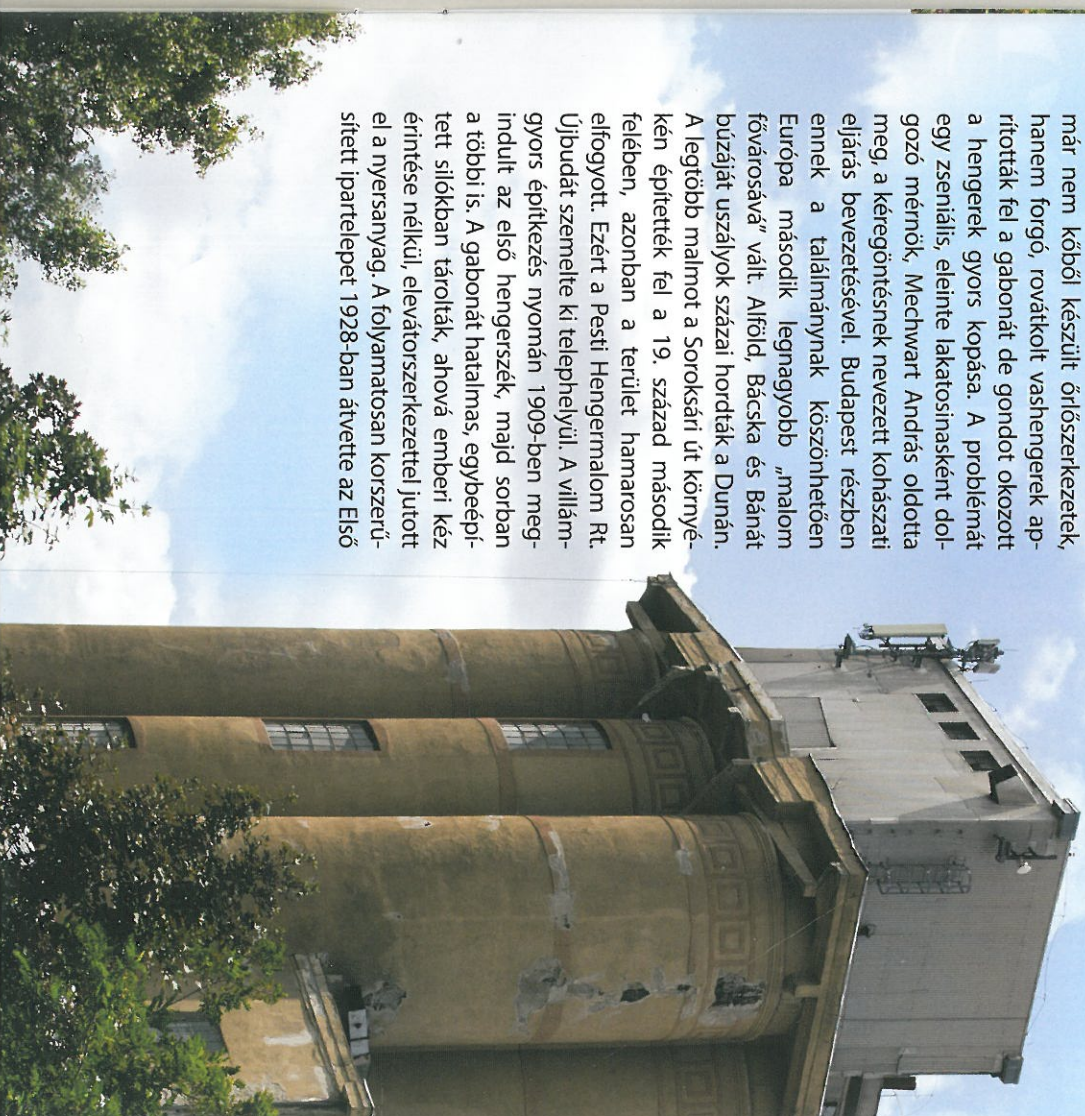 már nem kőből készült őrlőszerkezetek,
hanem forgó, rovátkolt vashengerek ap-
rították fel a gabonát de gondot okozott
a hengerek gyors kopása. A problémát
egy zseniális, eleinte lakatosinasként dol-
gozó mérnök, Mechwart András oldotta
meg, a kéregöntésnek nevezett kohászati
eljárás bevezetésével. Budapest részben
ennek a találmánynak köszönhetően
Európa második legnagyobb „malom
fővárosává” vált. Alföld, Bácska és Bánát
búzáját uszályok százai hordták a Dunán.
A legtöbb malmot a Soroksári út környé-
kén építették fel a 19. század második
felében, azonban a terület hamarosan
elfogyott. Ezért a Pesti Hengermalom Rt.
Újbudát szemelte ki telephelyül. A villám-
gyors építkezés nyomán 1909-ben meg-
indult az első hengerszék, majd sorban
a többi is. A gabonát hatalmas, egybeépí-
tett silókban tárolták, ahová emberi kéz
érintése nélkül, elevátorszerkezettel jutott
el a nyersanyag. A folyamatosan korszerű-
sített ipartelepet 1928-ban átvette az Első